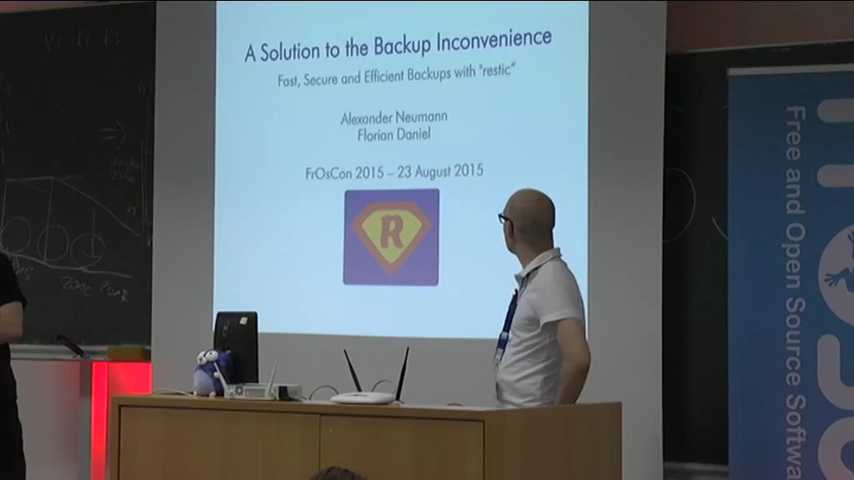 A Solution to the Backup Inconvenience
Fast, Secure and Efficient Backups with "restic"
Alexander Neumann
Florian Daniel
FrOsCon 2015 – 23 August 2015
R
Free and Open Source Softwa